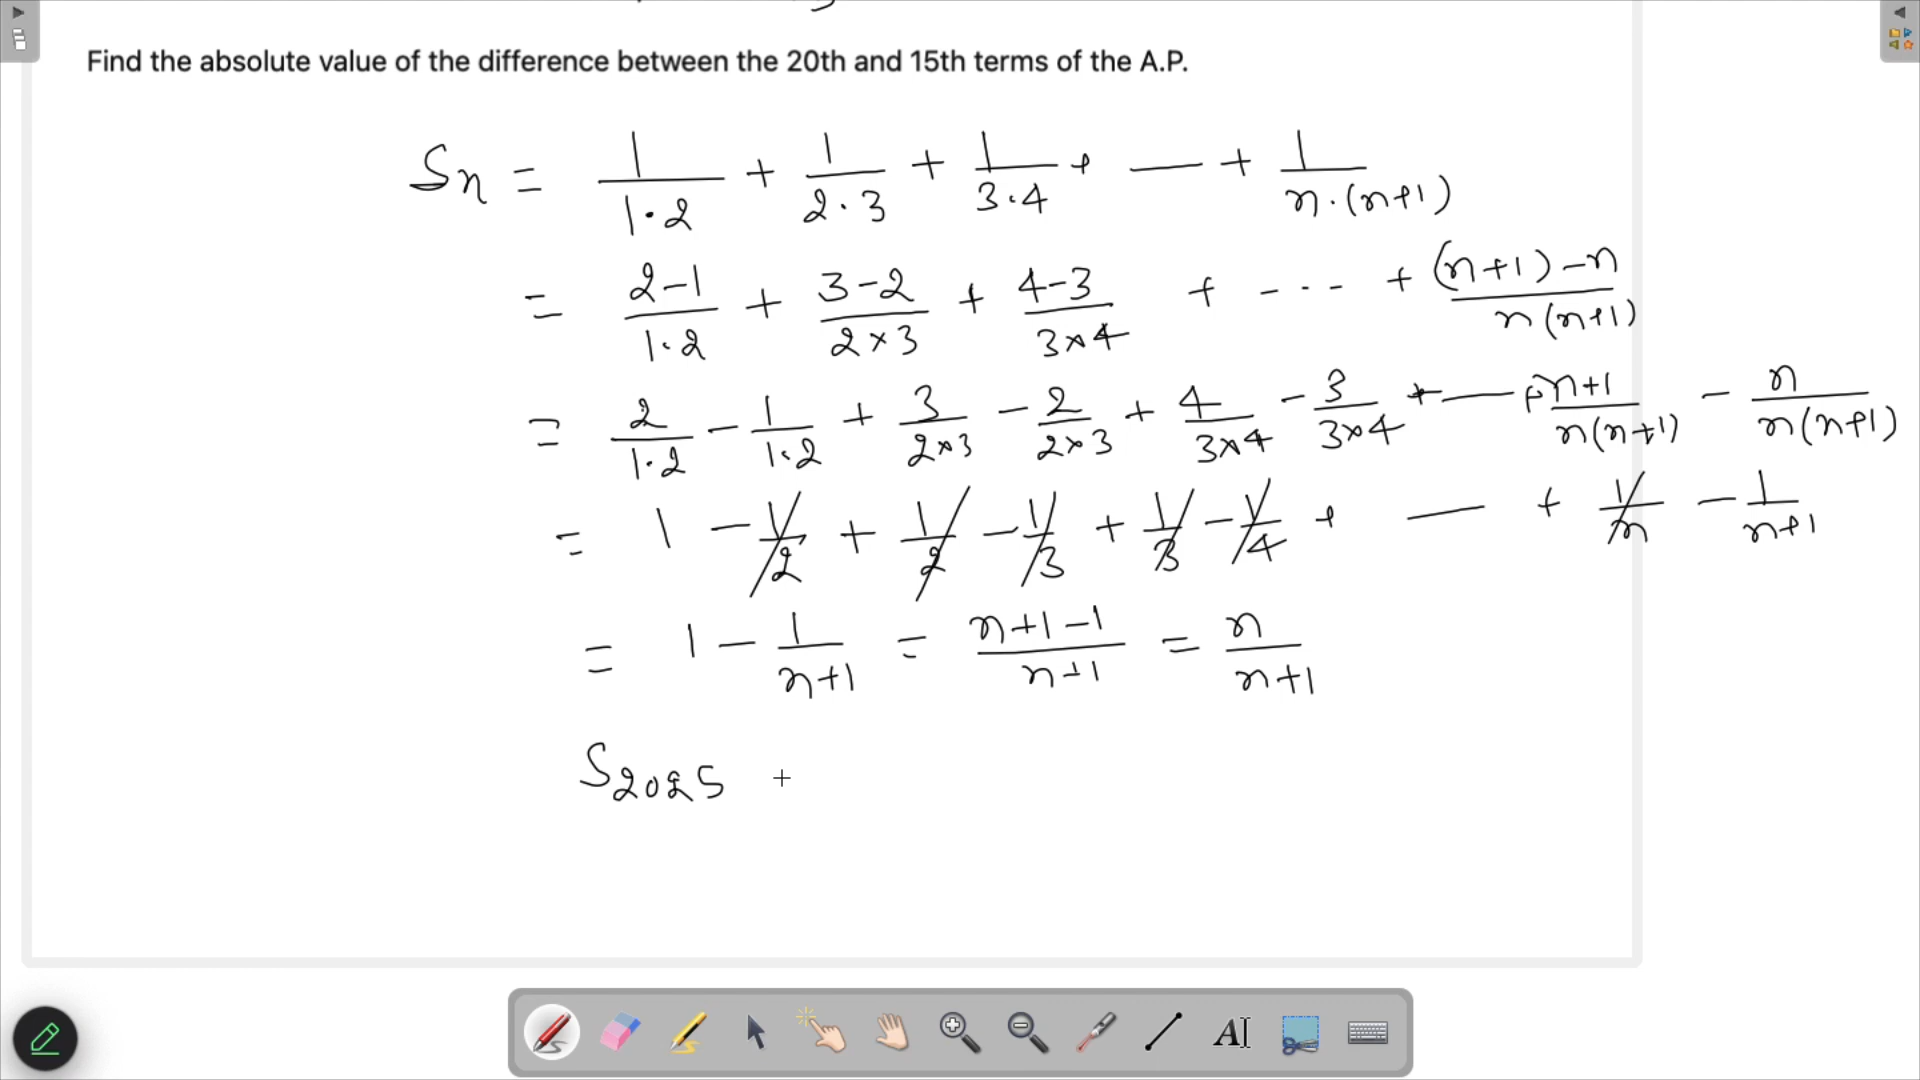 Find the absolute value of the difference between the 20th and 15th terms of the A.P.
Sn = 1/(1·2) + 1/(2·3) + 1/(3·4) + — + 1/(n·(n+1))
= (2-1)/(1·2) + (3-2)/(2×3) + (4-3)/(3×4) + ---- + ((n+1)-n)/(n(n+1))
= 2/(1·2) - 1/(1·2) + 3/(2×3) - 2/(2×3) + 4/(3×4) - 3/(3×4) + — + (n+1)/(n(n+1)) - n/(n(n+1))
= 1 - 1/2 + 1/2 - 1/3 + 1/3 - 1/4 + — + 1/n - 1/(n+1)
= 1 - 1/(n+1) = (n+1-1)/(n+1) = n/(n+1)
S2025
AI